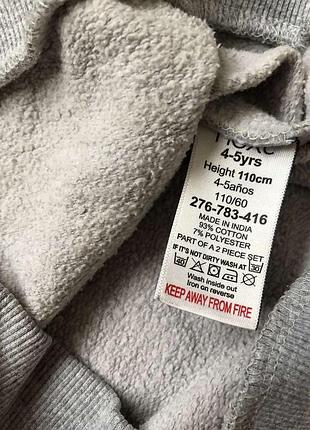 next
4-5yrs
Height 110cm
4-5años
110/60
276-783-416
MADE IN INDIA
93% COTTON
7% POLYESTER
PART OF A 2 PIECE SET
IF IT'S NOT DIRTY WASH AT 30
30
Wash inside out
Iron on reverse
KEEP AWAY FROM FIRE